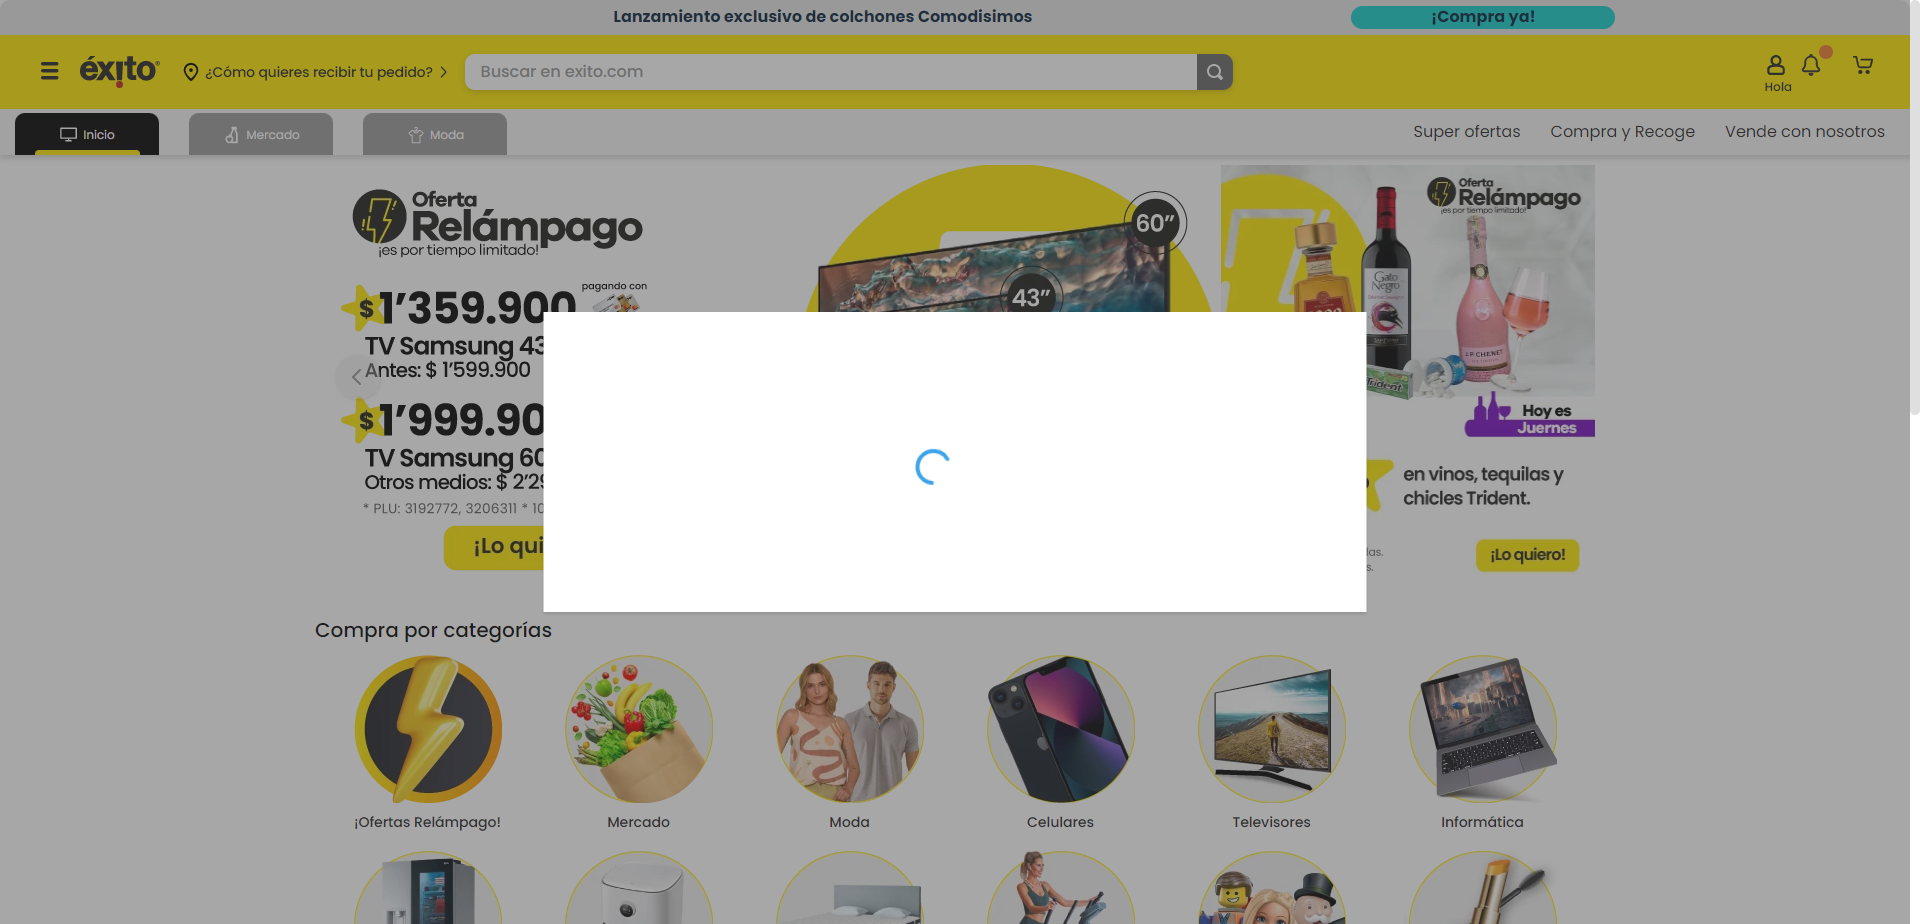 Lanzamiento exclusivo de colchones Comodisimos
¡Compra ya!
éxito
¿Cómo quieres recibir tu pedido?
Buscar en exito.com
Hola
Inicio
Mercado
Moda
Super ofertas
Compra y Recoge
Vende con nosotros
Oferta
Relámpago
¡es por tiempo limitado!
$1’359.900
pagando con
TV Samsung 43
Antes: $ 1’599.900
$1’999.90
TV Samsung 60
Otros medios: $ 2’29
* PLU: 3192772, 3206311 * 10
¡Lo qui
60”
43”
Oferta
Relámpago
¡es por tiempo limitado!
Gato
Negro
J.P. CHENET
Trident
Hoy es
Juernes
en vinos, tequilas y
chicles Trident.
las.
s.
¡Lo quiero!
Compra por categorías
¡Ofertas Relámpago!
Mercado
Moda
Celulares
Televisores
Informática